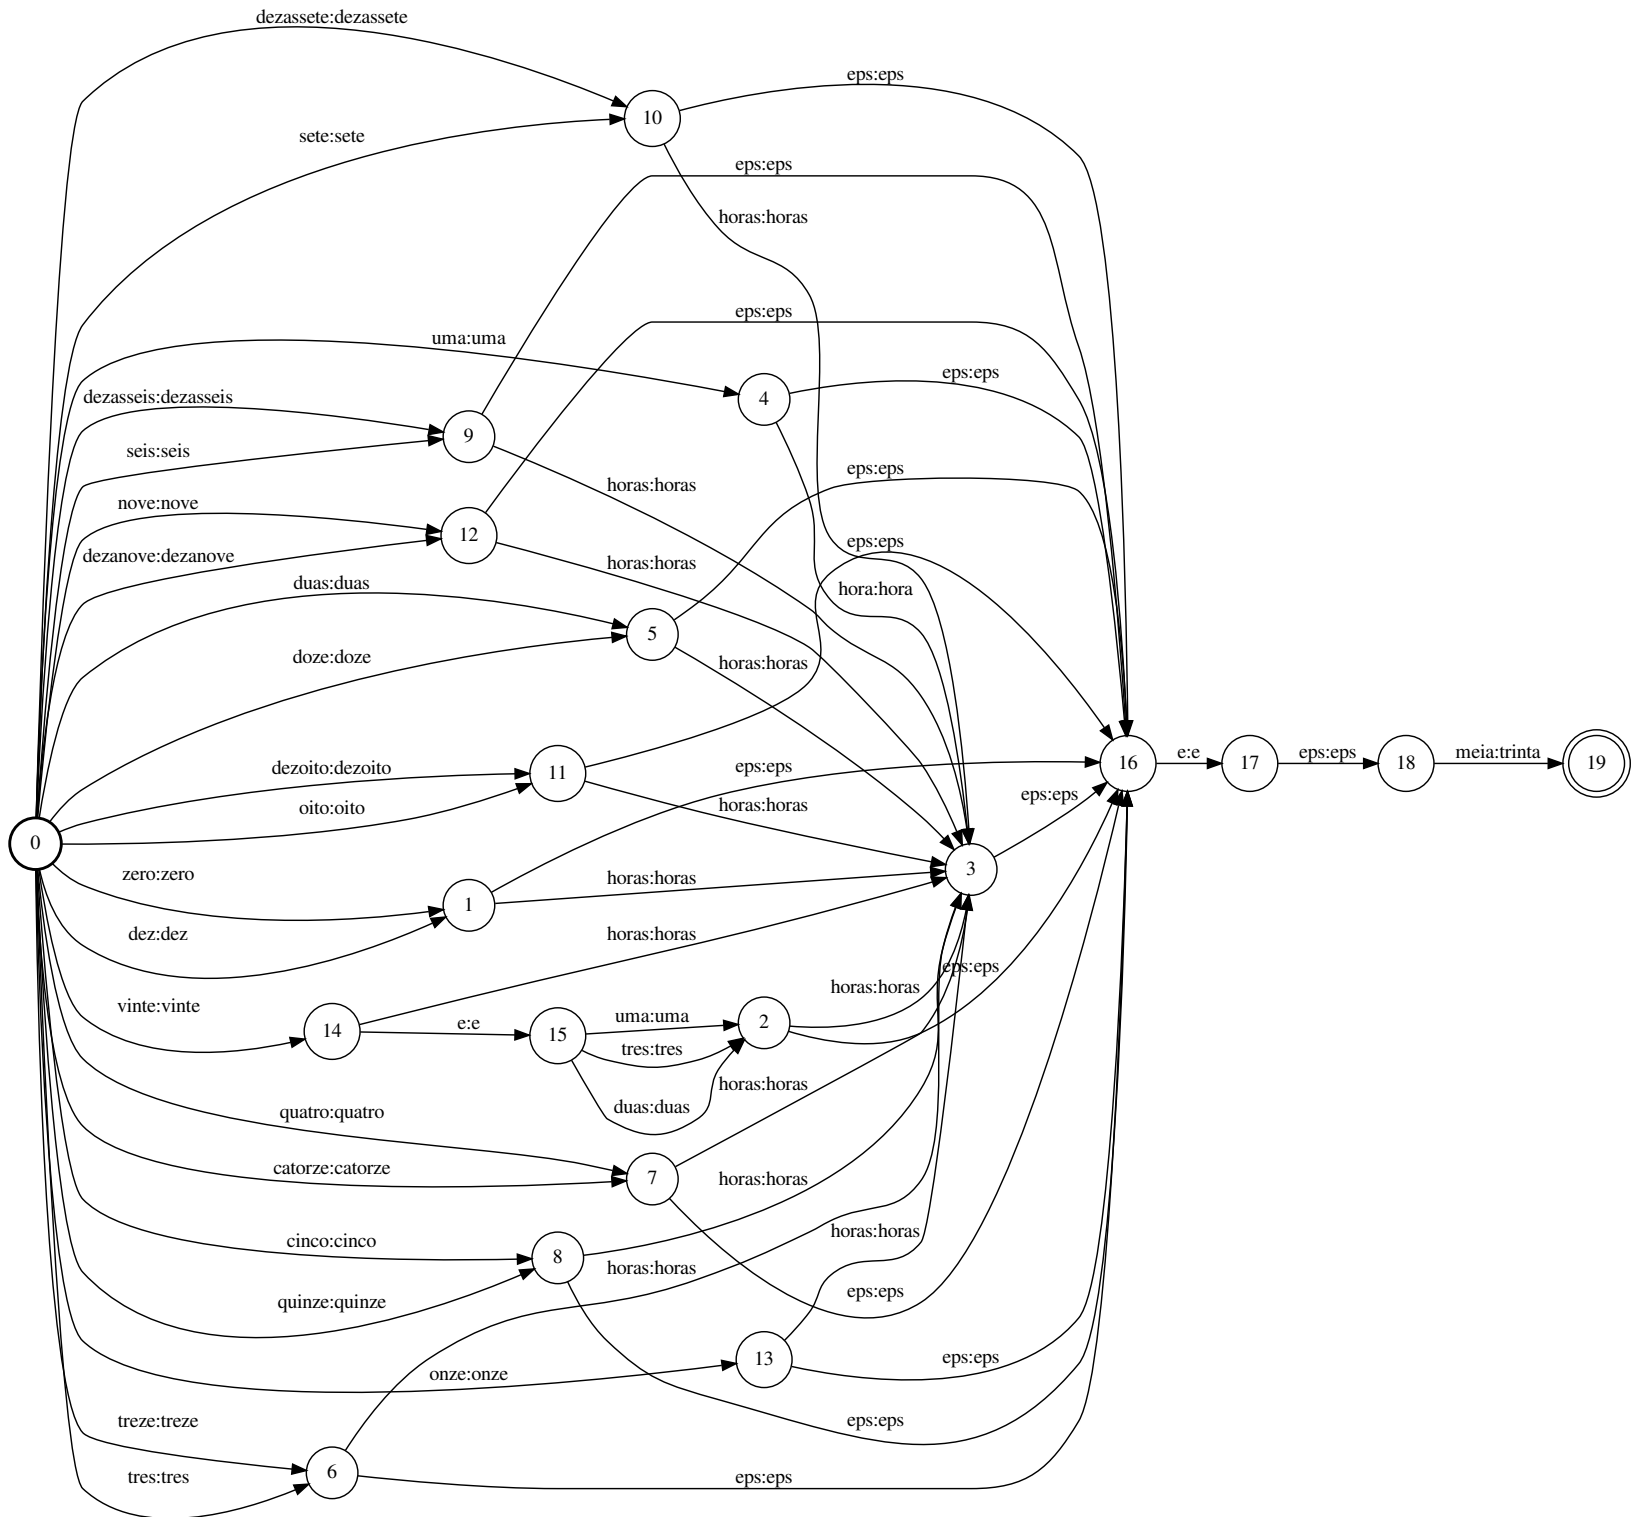 dezassete:dezassete
eps:eps
10
sete:sete
eps:eps
horas:horas
eps:eps
uma:uma
eps:eps
dezasseis:dezasseis
4
9
seis:seis
eps:eps
horas:horas
nove:nove
12
eps:eps
dezanove:dezanove
horas:horas
duas:duas
hora:hora
5
doze:doze
horas:horas
16
e:e
17
eps:eps
18
meia:trinta
19
dezoito:dezoito
11
eps:eps
oito:oito
horas:horas
eps:eps
0
zero:zero
3
horas:horas
1
dez:dez
horas:horas
eps:eps
horas:horas
vinte:vinte
14
e:e
15
uma:uma
2
tres:tres
horas:horas
duas:duas
quatro:quatro
catorze:catorze
7
horas:horas
horas:horas
cinco:cinco
8
horas:horas
eps:eps
quinze:quinze
13
eps:eps
onze:onze
treze:treze
eps:eps
6
tres:tres
eps:eps